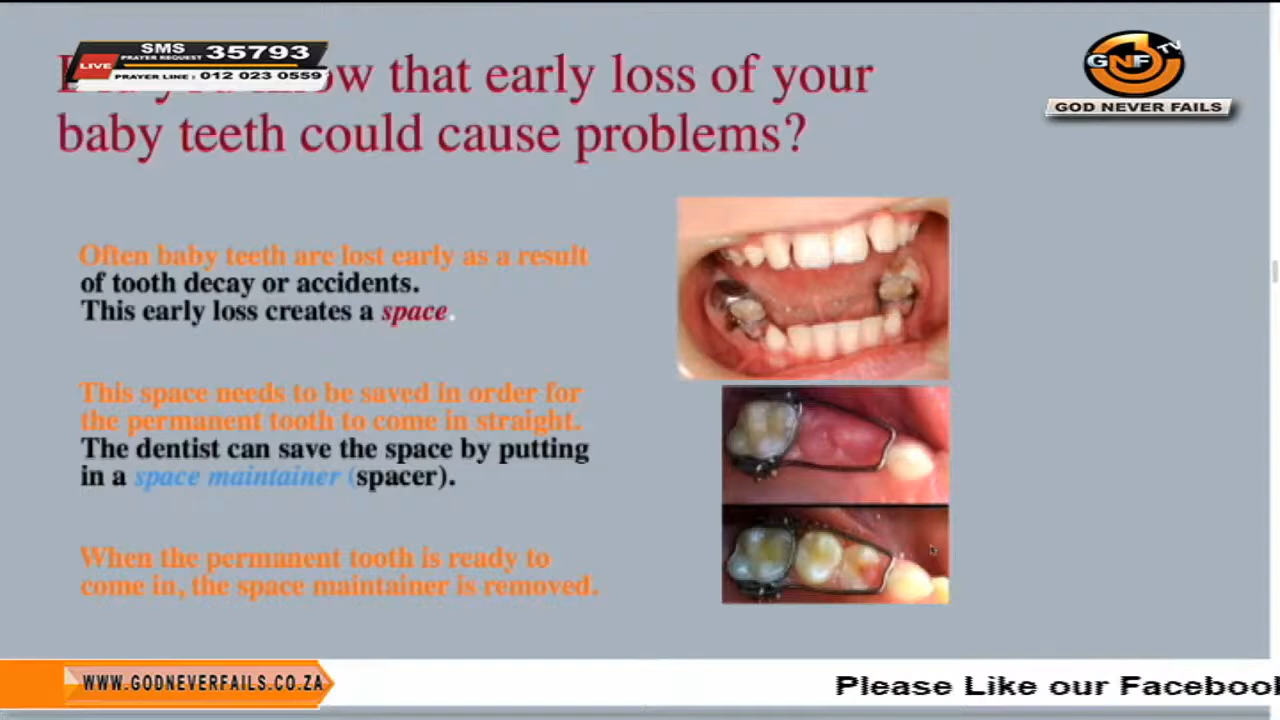 SMS
PRAYER REQUEST 35793
LIVE
PRAYER LINE : 012 023 0559
know that early loss of your
baby teeth could cause problems?
GNF TV
GOD NEVER FAILS
Often baby teeth are lost early as a result
of tooth decay or accidents.
This early loss creates a space.
This space needs to be saved in order for
the permanent tooth to come in straight.
The dentist can save the space by putting
in a space maintainer (spacer).
When the permanent tooth is ready to
come in, the space maintainer is removed.
WWW.GODNEVERFAILS.CO.ZA
Please Like our Facebook